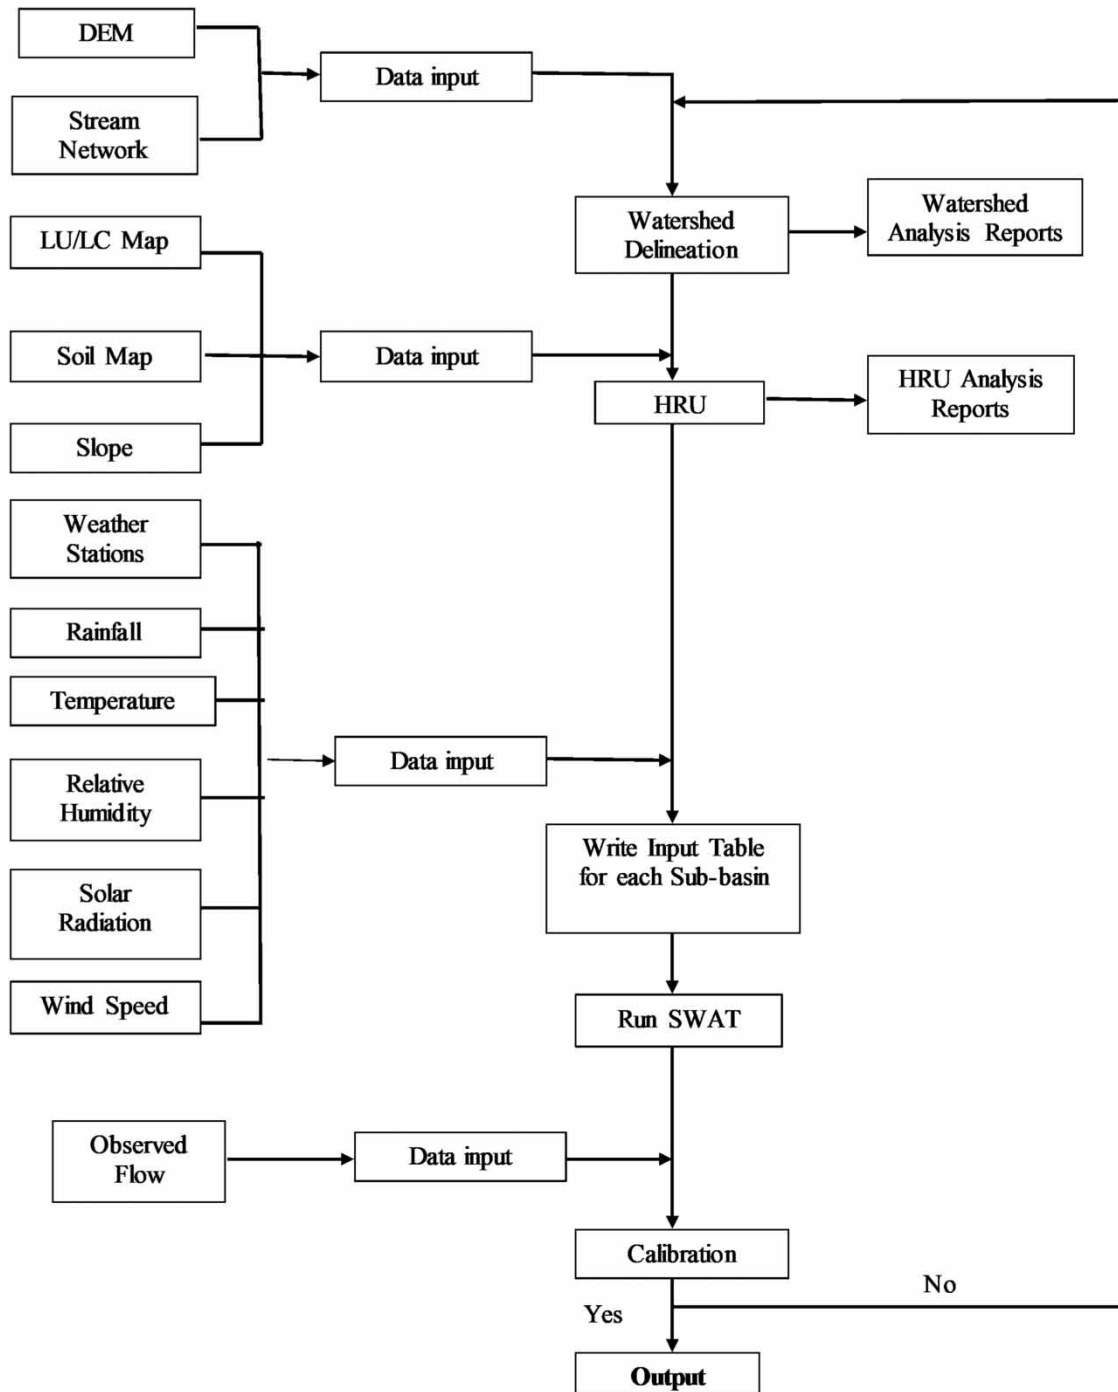 DEM
Data input
Stream
Network
LU/LC Map
Watershed
Delineation
Watershed
Analysis Reports
Soil Map
Data input
HRU
HRU Analysis
Reports
Slope
Weather
Stations
Rainfall
Temperature
Data input
Relative
Humidity
Write Input Table
for each Sub-basin
Solar
Radiation
Wind Speed
Run SWAT
Observed
Flow
Data input
Calibration
No
Yes
Output